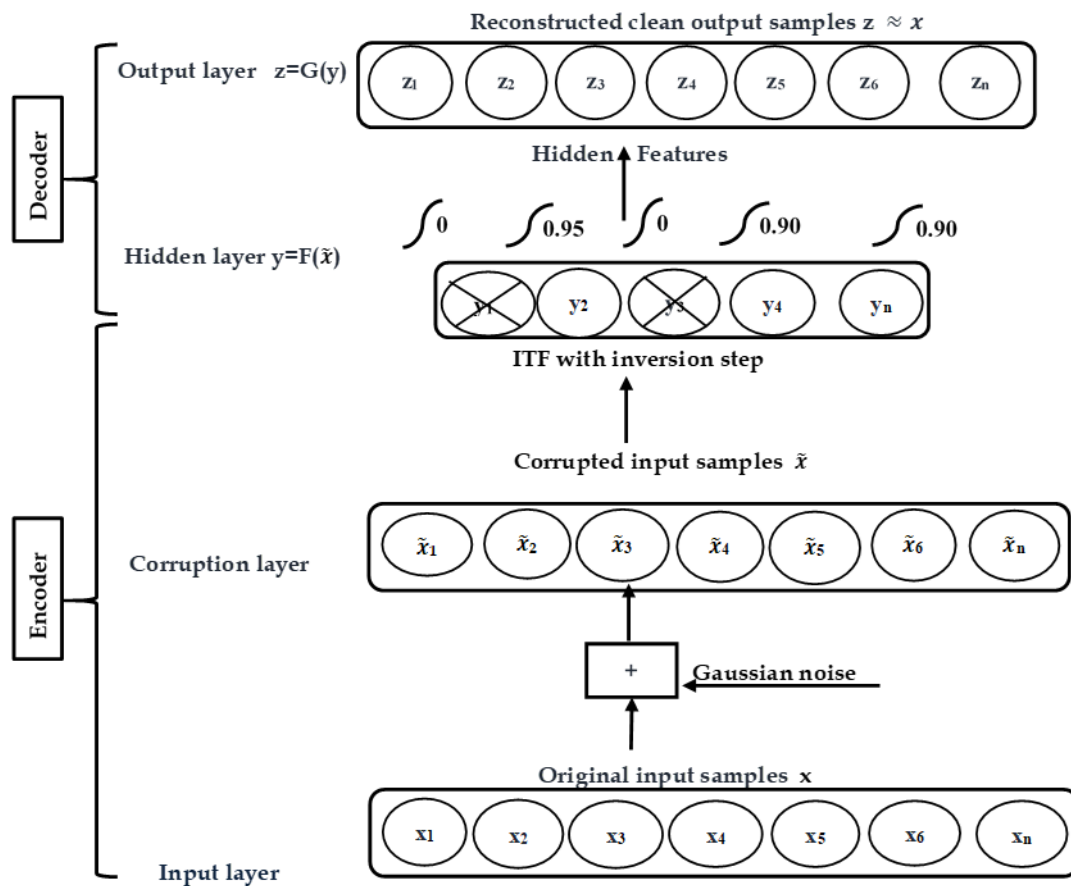 Reconstructed clean output samples z ≈ x
Output layer z=G(y)
z1 z2 z3 z4 z5 z6 zn
Decoder
Hidden Features
0 0.95 0 0.90 0.90
Hidden layer y=F(x̃)
y1 y2 y3 y4 yn
ITF with inversion step
Corrupted input samples x̃
x̃1 x̃2 x̃3 x̃4 x̃5 x̃6 x̃n
Corruption layer
Encoder
+
Gaussian noise
Original input samples x
x1 x2 x3 x4 x5 x6 xn
Input layer